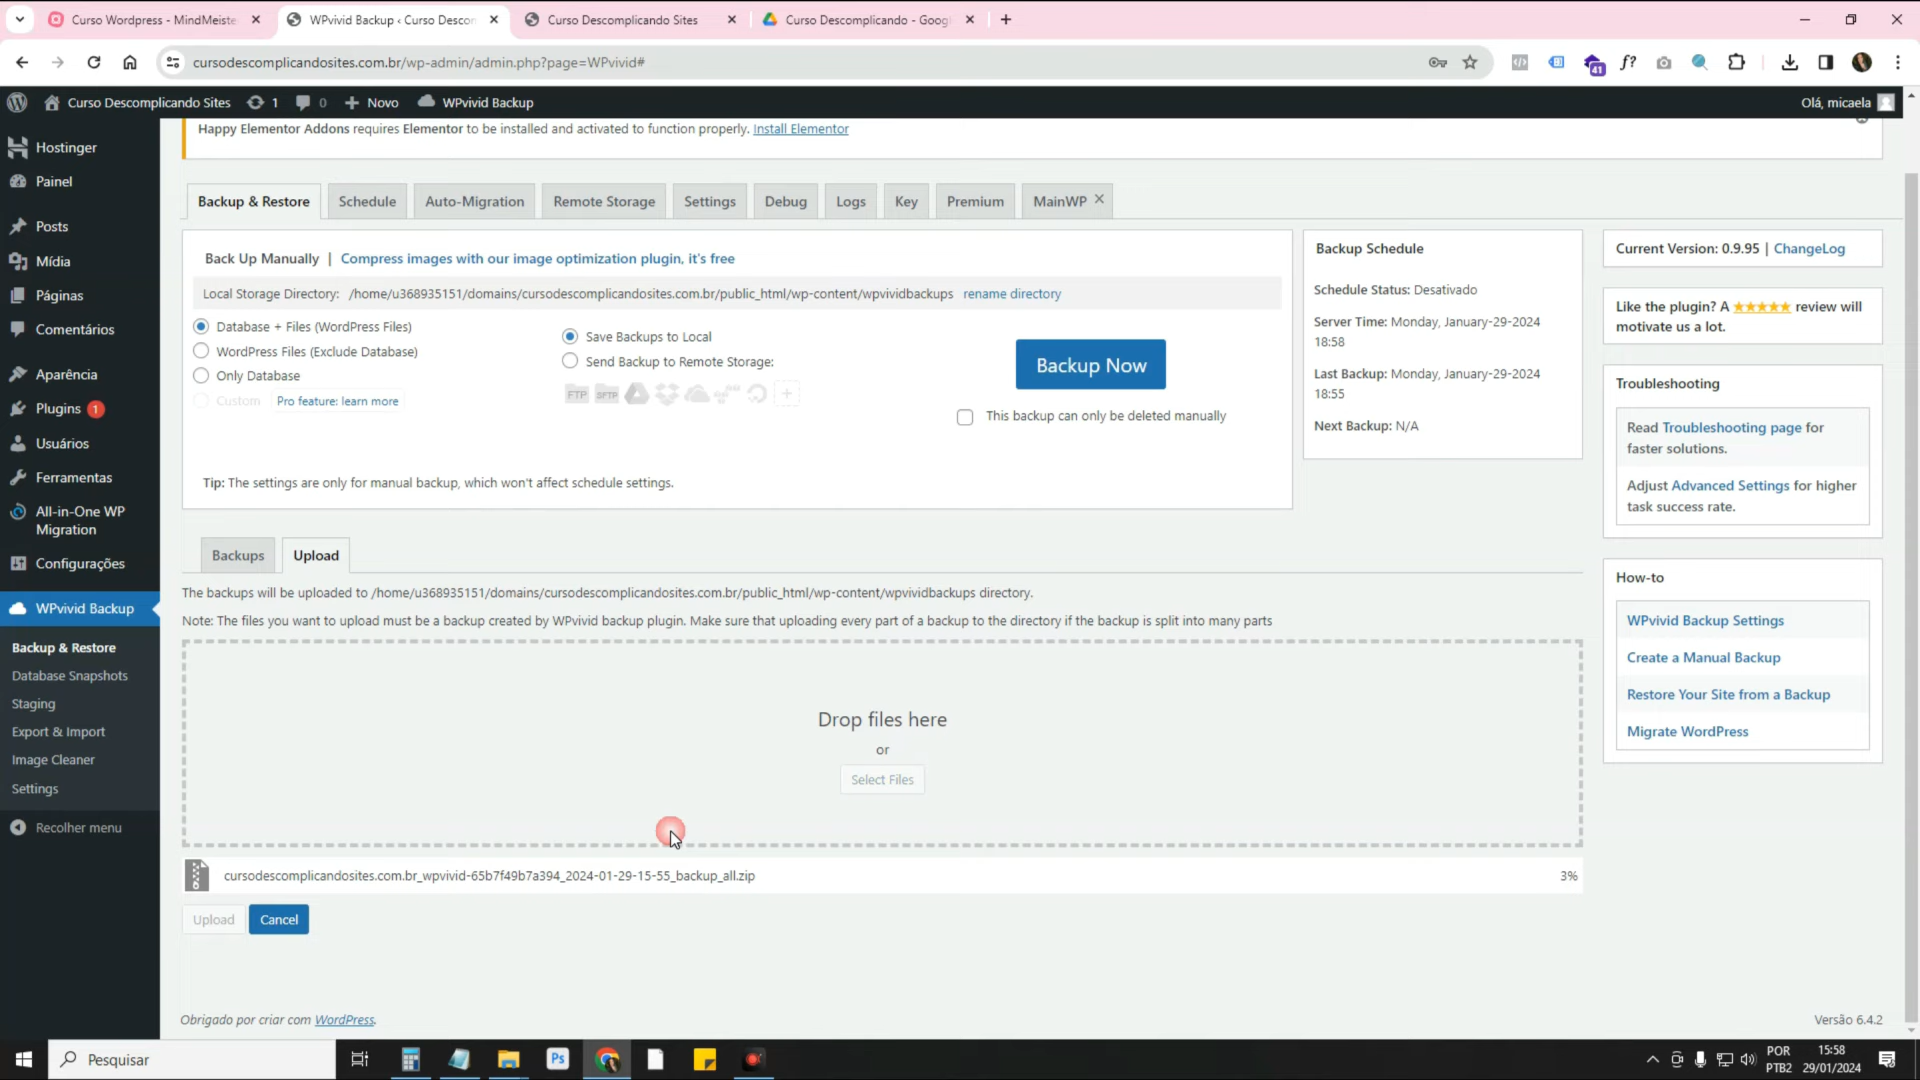 Curso Wordpress - MindMeiste
WPvivid Backup ‹ Curso Descon
Curso Descomplicando Sites
Curso Descomplicando - Goog
cursodescomplicandosites.com.br/wp-admin/admin.php?page=WPvivid#
41
f?
Curso Descomplicando Sites
1
0
Novo
WPvivid Backup
Olá, micaela
Happy Elementor Addons requires Elementor to be installed and activated to function properly. Install Elementor
Hostinger
Painel
Posts
Mídia
Páginas
Comentários
Aparência
Plugins 1
Usuários
Ferramentas
All-in-One WP
Migration
Configurações
WPvivid Backup
Backup & Restore
Database Snapshots
Staging
Export & Import
Image Cleaner
Settings
Recolher menu
Backup & Restore
Schedule
Auto-Migration
Remote Storage
Settings
Debug
Logs
Key
Premium
MainWP
Back Up Manually | Compress images with our image optimization plugin, it's free
Local Storage Directory: /home/u368935151/domains/cursodescomplicandosites.com.br/public_html/wp-content/wpvividbackups rename directory
Database + Files (WordPress Files)
WordPress Files (Exclude Database)
Only Database
Custom Pro feature: learn more
Save Backups to Local
Send Backup to Remote Storage:
FTP SFTP
Backup Now
This backup can only be deleted manually
Tip: The settings are only for manual backup, which won't affect schedule settings.
Backup Schedule
Schedule Status: Desativado
Server Time: Monday, January-29-2024
18:58
Last Backup: Monday, January-29-2024
18:55
Next Backup: N/A
Current Version: 0.9.95 | ChangeLog
Like the plugin? A ★★★★★ review will
motivate us a lot.
Troubleshooting
Read Troubleshooting page for
faster solutions.
Adjust Advanced Settings for higher
task success rate.
How-to
WPvivid Backup Settings
Create a Manual Backup
Restore Your Site from a Backup
Migrate WordPress
Backups
Upload
The backups will be uploaded to /home/u368935151/domains/cursodescomplicandosites.com.br/public_html/wp-content/wpvividbackups directory.
Note: The files you want to upload must be a backup created by WPvivid backup plugin. Make sure that uploading every part of a backup to the directory if the backup is split into many parts
Drop files here
or
Select Files
cursodescomplicandosites.com.br_wpvivid-65b7f49b7a394_2024-01-29-15-55_backup_all.zip
3%
Upload
Cancel
Obrigado por criar com WordPress.
Versão 6.4.2
Pesquisar
Ps
POR
PTB2
15:58
29/01/2024